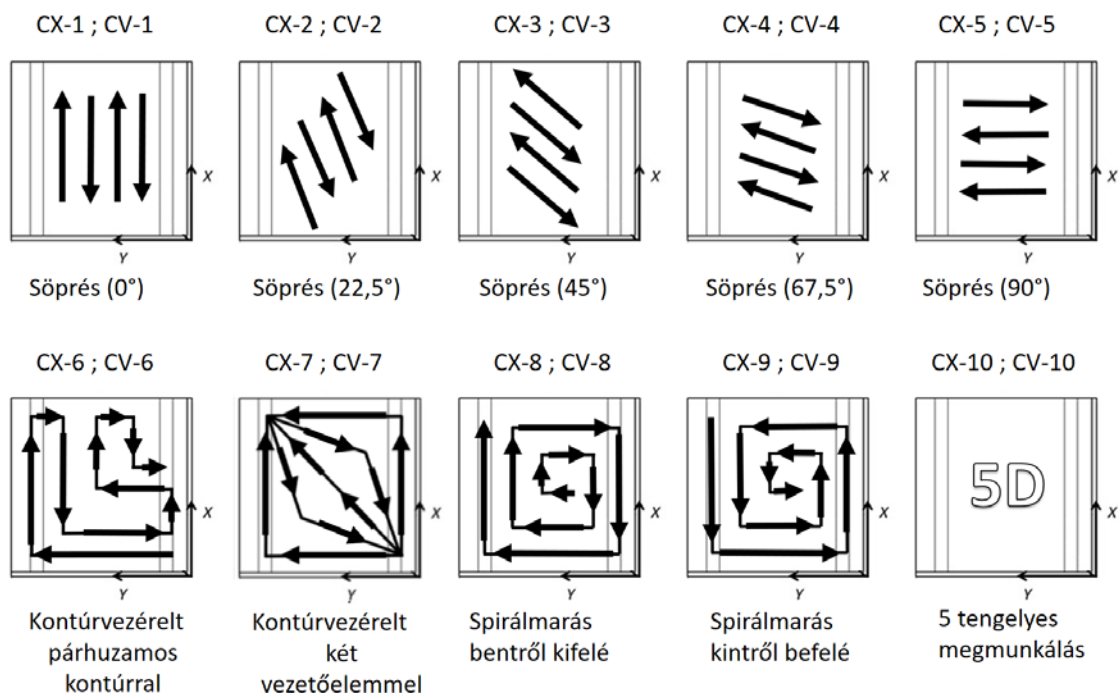 CX-1 ; CV-1
CX-2 ; CV-2
CX-3 ; CV-3
CX-4 ; CV-4
CX-5 ; CV-5
X
Y
X
Y
X
Y
X
Y
X
Y
Söprés (0°)
Söprés (22,5°)
Söprés (45°)
Söprés (67,5°)
Söprés (90°)
CX-6 ; CV-6
CX-7 ; CV-7
CX-8 ; CV-8
CX-9 ; CV-9
CX-10 ; CV-10
X
Y
X
Y
X
Y
X
Y
5D
X
Y
Kontúrvezérelt
párhuzamos
kontúrral
Kontúrvezérelt
két
vezetőelemmel
Spirálmarás
bentről kifelé
Spirálmarás
kintről befelé
5 tengelyes
megmunkálás